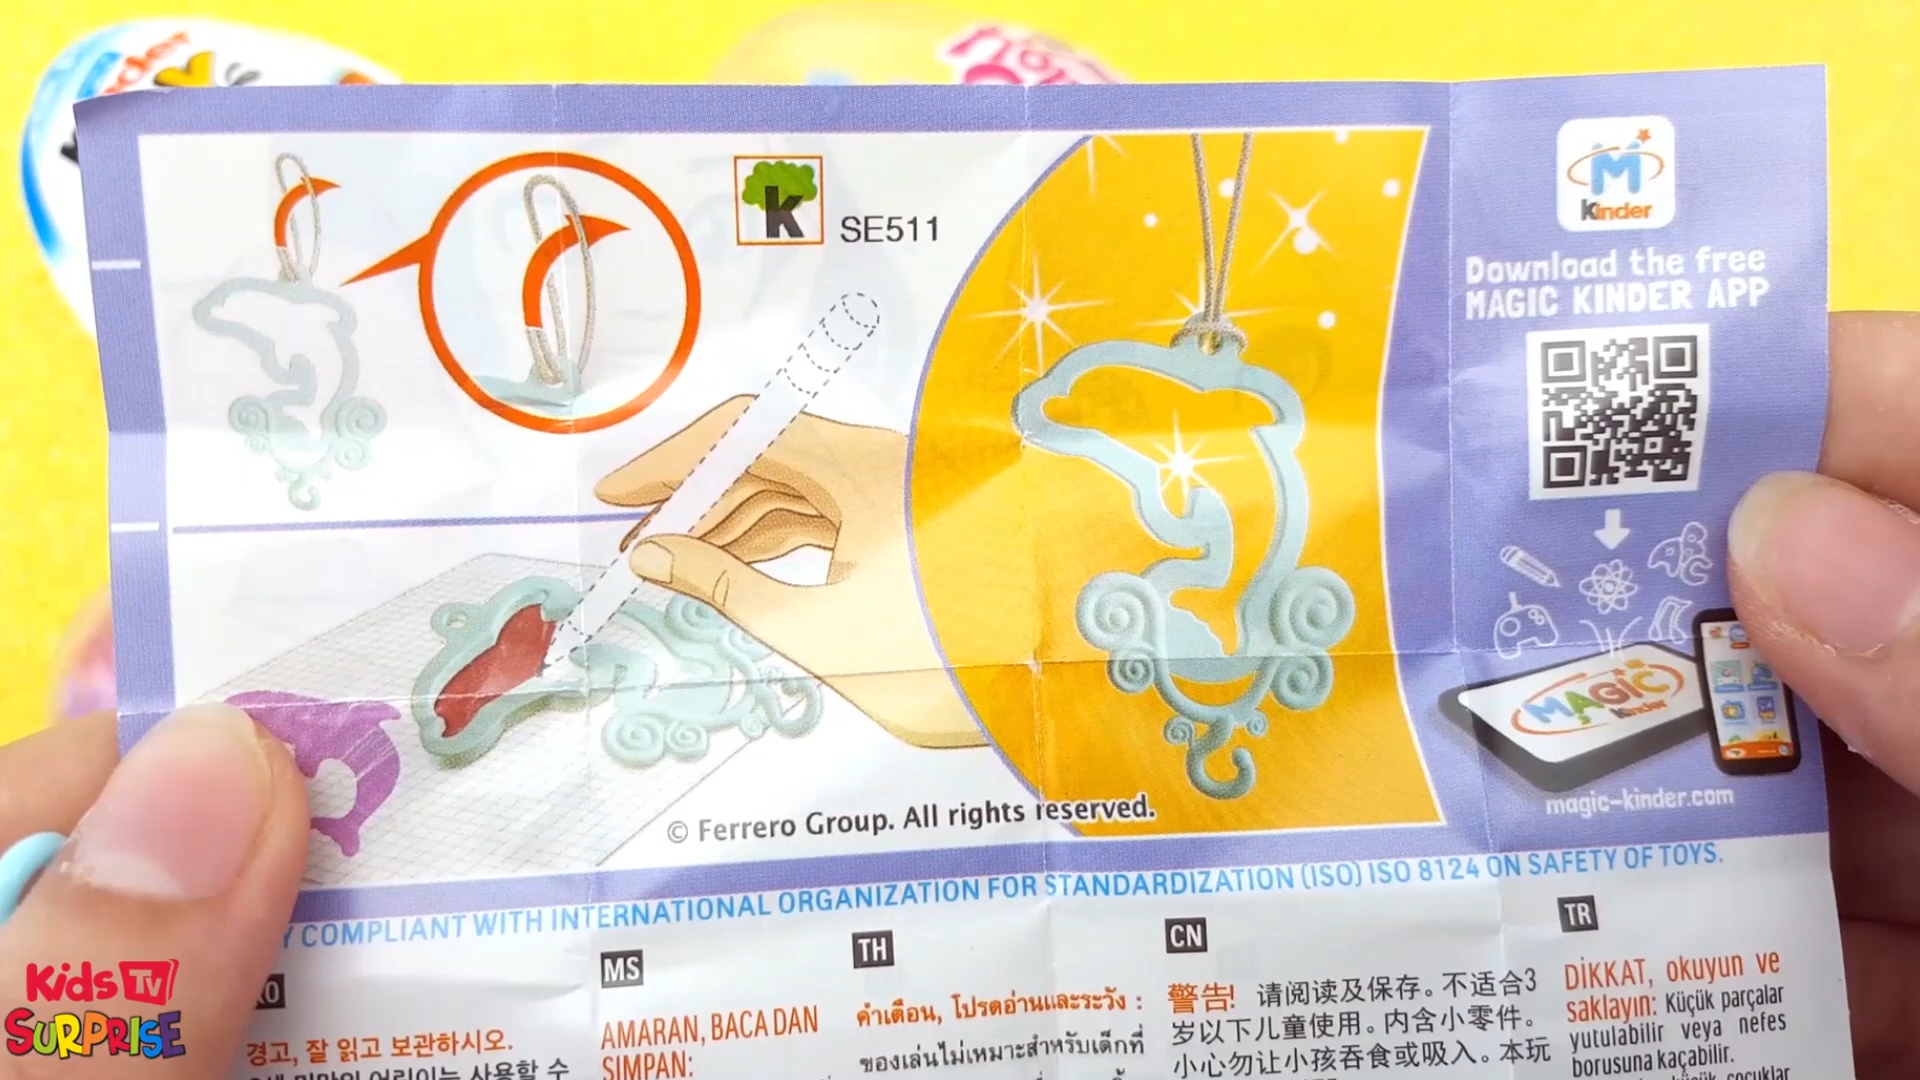 SE511
K
M
Kinder
Download the free
MAGIC KINDER APP
MAGIC
Kinder
magic-kinder.com
© Ferrero Group. All rights reserved.
Y COMPLIANT WITH INTERNATIONAL ORGANIZATION FOR STANDARDIZATION (ISO) ISO 8124 ON SAFETY OF TOYS.
KO
경고, 잘 읽고 보관하시오.
MS
AMARAN, BACA DAN
SIMPAN:
TH
คำเตือน, โปรดอ่านและระวัง :
ของเล่นไม่เหมาะสำหรับเด็กที่
CN
警告! 请阅读及保存。不适合3
岁以下儿童使用。内含小零件。
小心勿让小孩吞食或吸入。本玩
TR
DİKKAT, okuyun ve
saklayın: Küçük parçalar
yutulabilir veya nefes
borusuna kaçabilir.
Kids TV
SURPRISE